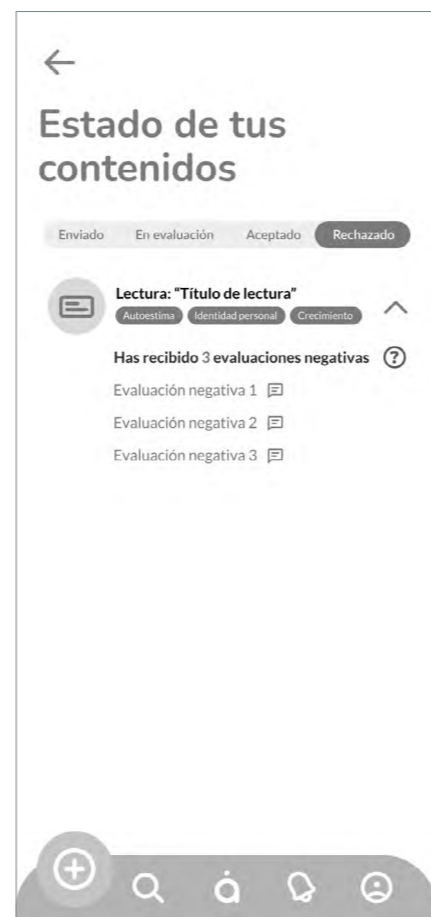 Estado de tus
contenidos
Enviado En evaluación Aceptado Rechazado
Lectura: “Título de lectura”
Autoestima Identidad personal Crecimiento
Has recibido 3 evaluaciones negativas ?
Evaluación negativa 1
Evaluación negativa 2
Evaluación negativa 3